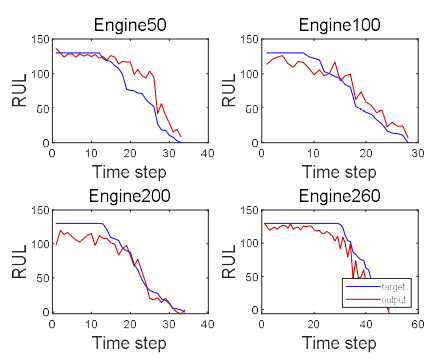 Engine50 Engine100
150 150
100 100
RUL RUL
50 50
0 0
0 10 20 30 40 0 10 20 30
Time step Time step
Engine200 Engine260
150 150
100 100
RUL RUL
50 50
target
output
0 0
0 10 20 30 40 0 20 40 60
Time step Time step